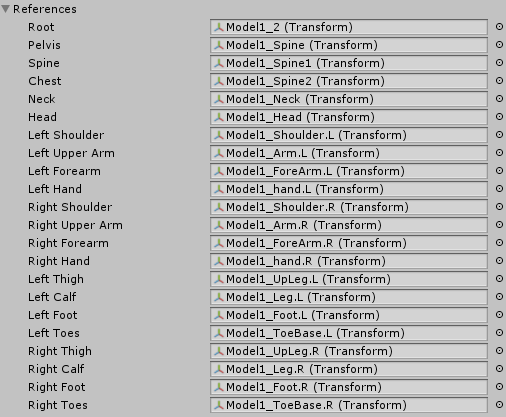 References
Root Model1_2 (Transform)
Pelvis Model1_Spine (Transform)
Spine Model1_Spine1 (Transform)
Chest Model1_Spine2 (Transform)
Neck Model1_Neck (Transform)
Head Model1_Head (Transform)
Left Shoulder Model1_Shoulder.L (Transform)
Left Upper Arm Model1_Arm.L (Transform)
Left Forearm Model1_ForeArm.L (Transform)
Left Hand Model1_hand.L (Transform)
Right Shoulder Model1_Shoulder.R (Transform)
Right Upper Arm Model1_Arm.R (Transform)
Right Forearm Model1_ForeArm.R (Transform)
Right Hand Model1_hand.R (Transform)
Left Thigh Model1_UpLeg.L (Transform)
Left Calf Model1_Leg.L (Transform)
Left Foot Model1_Foot.L (Transform)
Left Toes Model1_ToeBase.L (Transform)
Right Thigh Model1_UpLeg.R (Transform)
Right Calf Model1_Leg.R (Transform)
Right Foot Model1_Foot.R (Transform)
Right Toes Model1_ToeBase.R (Transform)